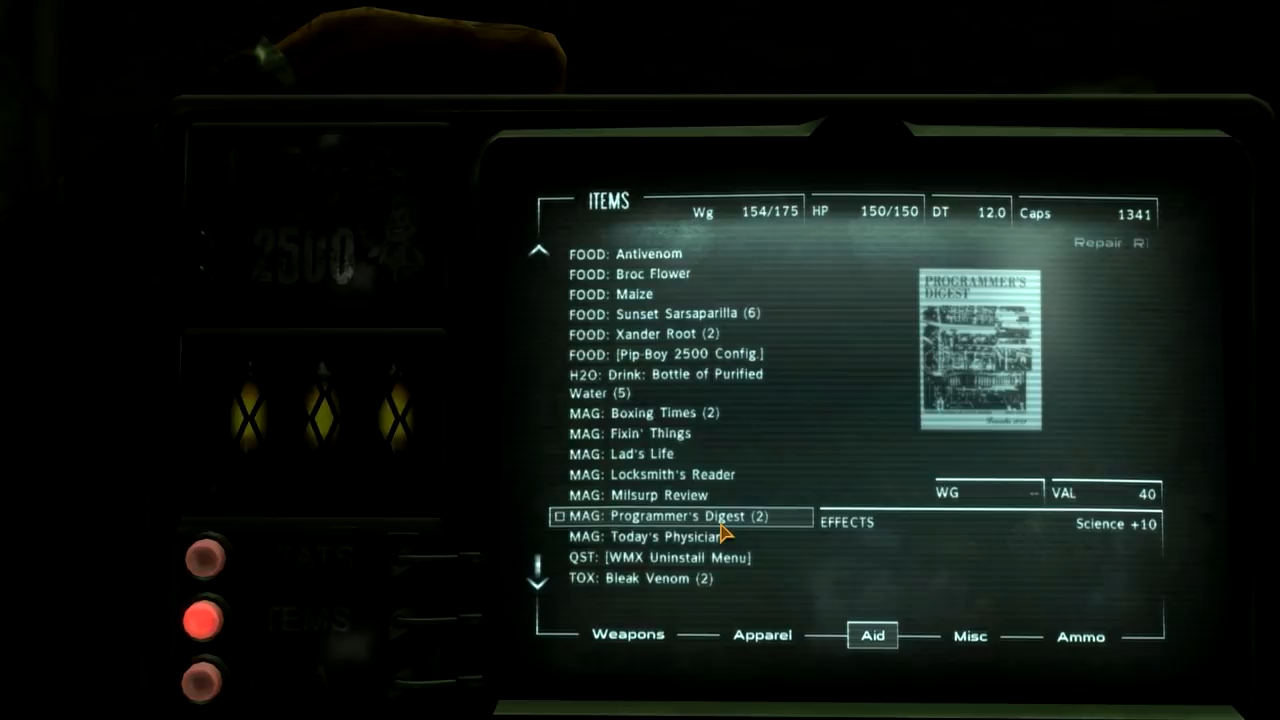 2500
ITEMS
Wg 154/175 HP 150/150 DT 12.0 Caps 1341
Repair
FOOD: Antivenom
FOOD: Broc Flower
FOOD: Maize
FOOD: Sunset Sarsaparilla (6)
FOOD: Xander Root (2)
FOOD: [Pip-Boy 2500 Config.]
H2O: Drink: Bottle of Purified
Water (5)
MAG: Boxing Times (2)
MAG: Fixin' Things
MAG: Lad's Life
MAG: Locksmith's Reader
MAG: Milsurp Review
MAG: Programmer's Digest (2)
MAG: Today's Physician
QST: [WMX Uninstall Menu]
TOX: Bleak Venom (2)
PROGRAMMER'S
DIGEST
WG -- VAL 40
EFFECTS Science +10
STATS
ITEMS
Weapons Apparel Aid Misc Ammo